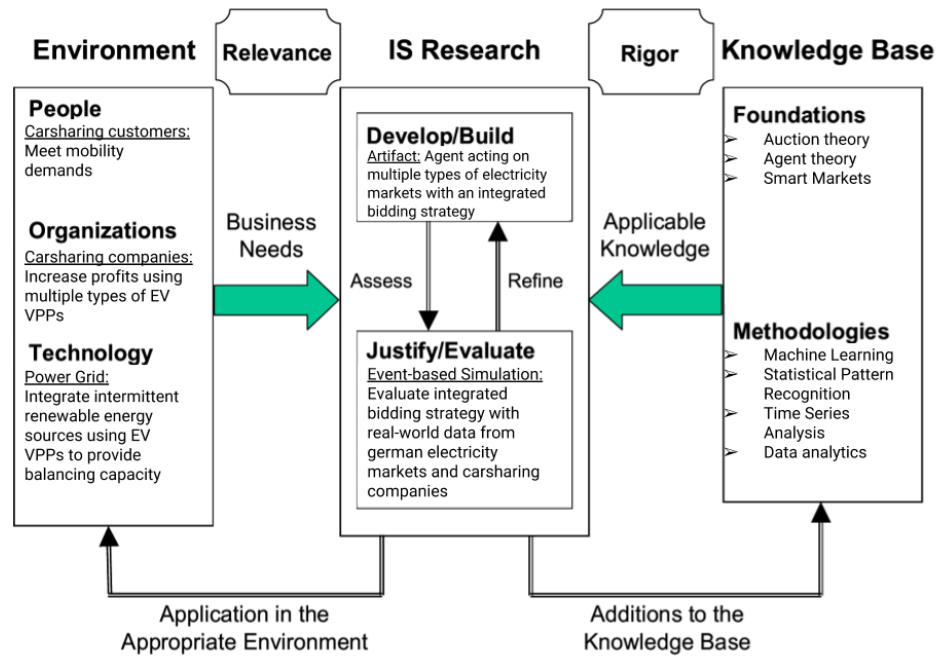 Environment
Relevance
IS Research
Rigor
Knowledge Base
People
Carsharing customers:
Meet mobility
demands
Organizations
Carsharing companies:
Increase profits using
multiple types of EV
VPPs
Technology
Power Grid:
Integrate intermittent
renewable energy
sources using EV
VPPs to provide
balancing capacity
Business
Needs
Develop/Build
Artifact: Agent acting on
multiple types of electricity
markets with an integrated
bidding strategy
Assess
Refine
Justify/Evaluate
Event-based Simulation:
Evaluate integrated
bidding strategy with
real-world data from
german electricity
markets and carsharing
companies
Applicable
Knowledge
Foundations
➢ Auction theory
➢ Agent theory
➢ Smart Markets
Methodologies
➢ Machine Learning
➢ Statistical Pattern
Recognition
➢ Time Series
Analysis
➢ Data analytics
Application in the
Appropriate Environment
Additions to the
Knowledge Base